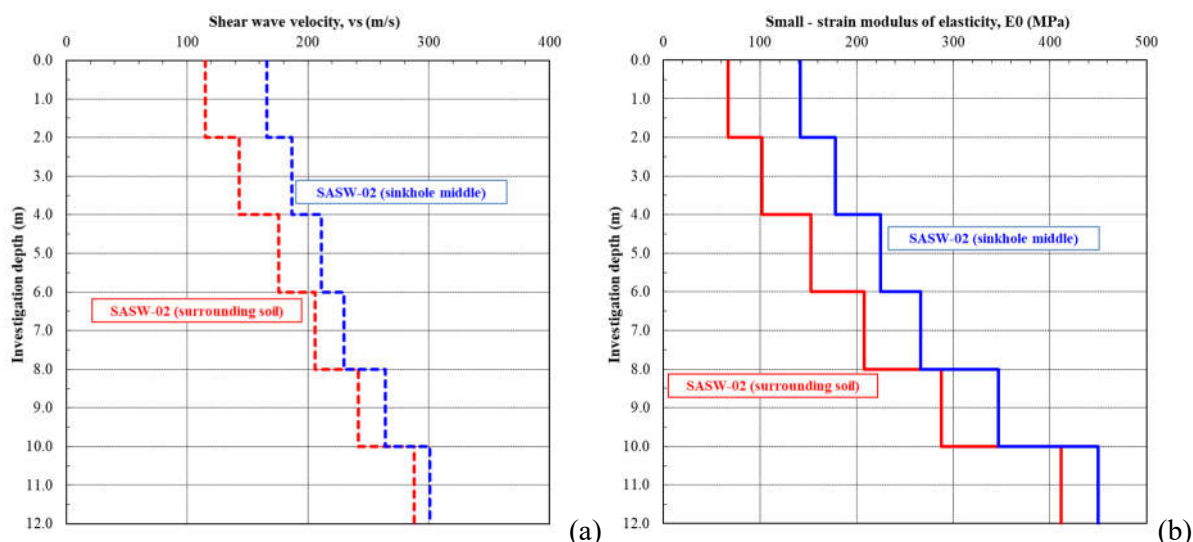 Shear wave velocity, vs (m/s)
0 100 200 300 400
Investigation depth (m)
0.0
1.0
2.0
3.0
4.0
5.0
6.0
7.0
8.0
9.0
10.0
11.0
12.0
SASW-02 (sinkhole middle)
SASW-02 (surrounding soil)
(a)
Small - strain modulus of elasticity, E0 (MPa)
0 100 200 300 400 500
Investigation depth (m)
0.0
1.0
2.0
3.0
4.0
5.0
6.0
7.0
8.0
9.0
10.0
11.0
12.0
SASW-02 (sinkhole middle)
SASW-02 (surrounding soil)
(b)